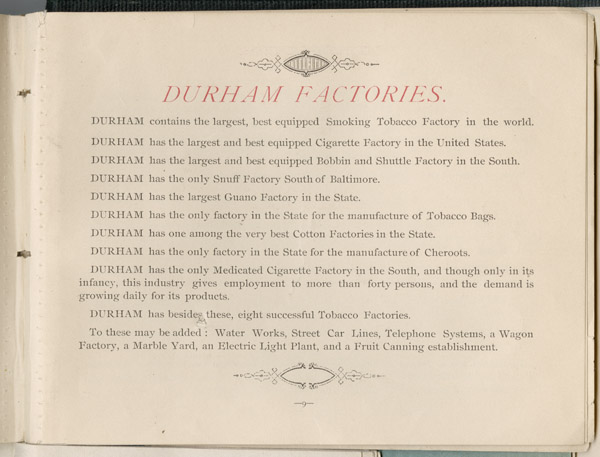 DURHAM FACTORIES.
DURHAM contains the largest, best equipped Smoking Tobacco Factory in the world.
DURHAM has the largest and best equipped Cigarette Factory in the United States.
DURHAM has the largest and best equipped Bobbin and Shuttle Factory in the South.
DURHAM has the only Snuff Factory South of Baltimore.
DURHAM has the largest Guano Factory in the State.
DURHAM has the only factory in the State for the manufacture of Tobacco Bags.
DURHAM has one among the very best Cotton Factories in the State.
DURHAM has the only factory in the State for the manufacture of Cheroots.
DURHAM has the only Medicated Cigarette Factory in the South, and though only in its
infancy, this industry gives employment to more than forty persons, and the demand is
growing daily for its products.
DURHAM has besides these, eight successful Tobacco Factories.
To these may be added : Water Works, Street Car Lines, Telephone Systems, a Wagon
Factory, a Marble Yard, an Electric Light Plant, and a Fruit Canning establishment.
—9—